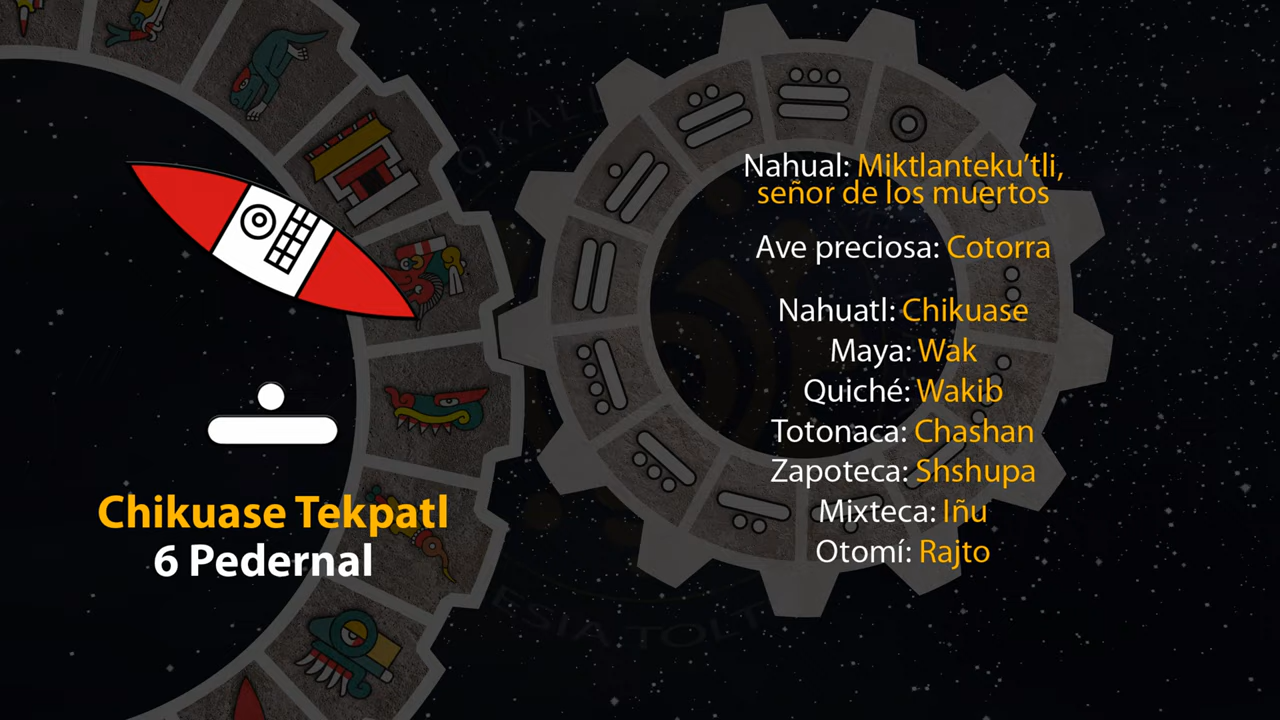 Chikuase Tekpatl
6 Pedernal
Nahual: Miktlanteku’tli,
señor de los muertos
Ave preciosa: Cotorra
Nahuatl: Chikuase
Maya: Wak
Quiché: Wakib
Totonaca: Chashan
Zapoteca: Shshupa
Mixteca: Iñu
Otomí: Rajto